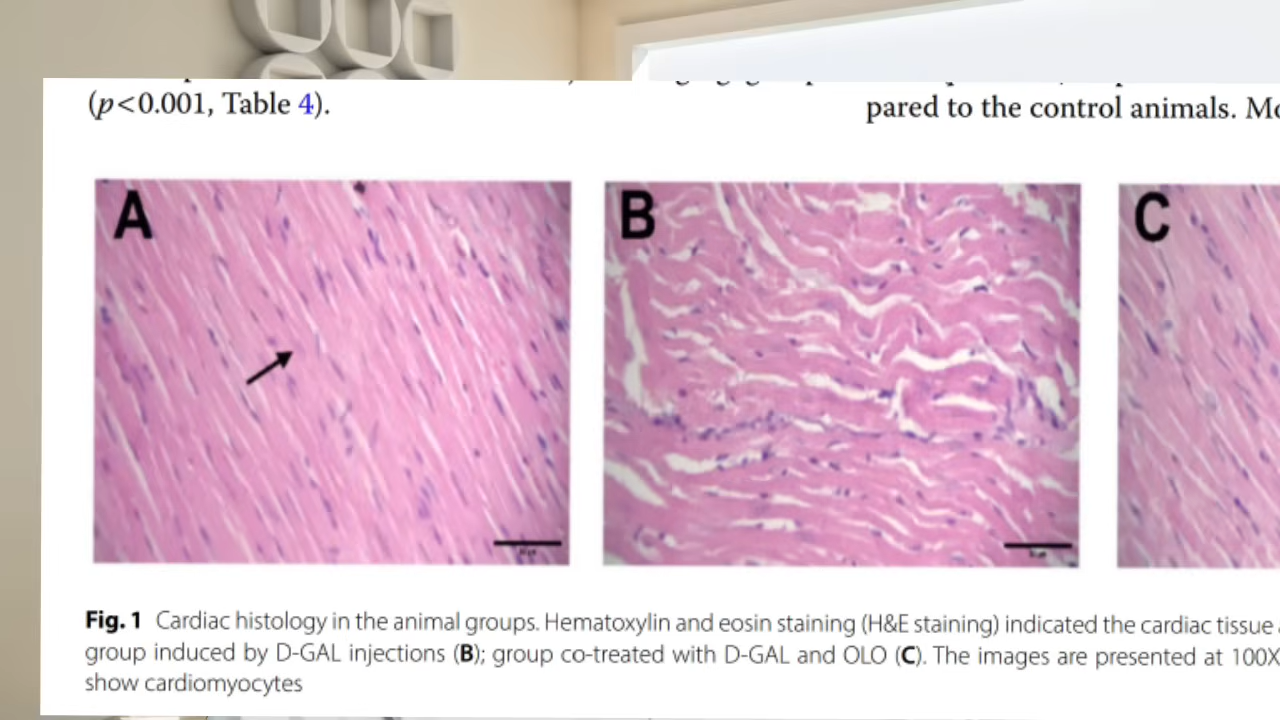 (p<0.001, Table 4).
pared to the control animals.
A
B
C
Fig. 1 Cardiac histology in the animal groups. Hematoxylin and eosin staining (H&E staining) indicated the cardiac tissue
group induced by D-GAL injections (B); group co-treated with D-GAL and OLO (C). The images are presented at 100X
show cardiomyocytes